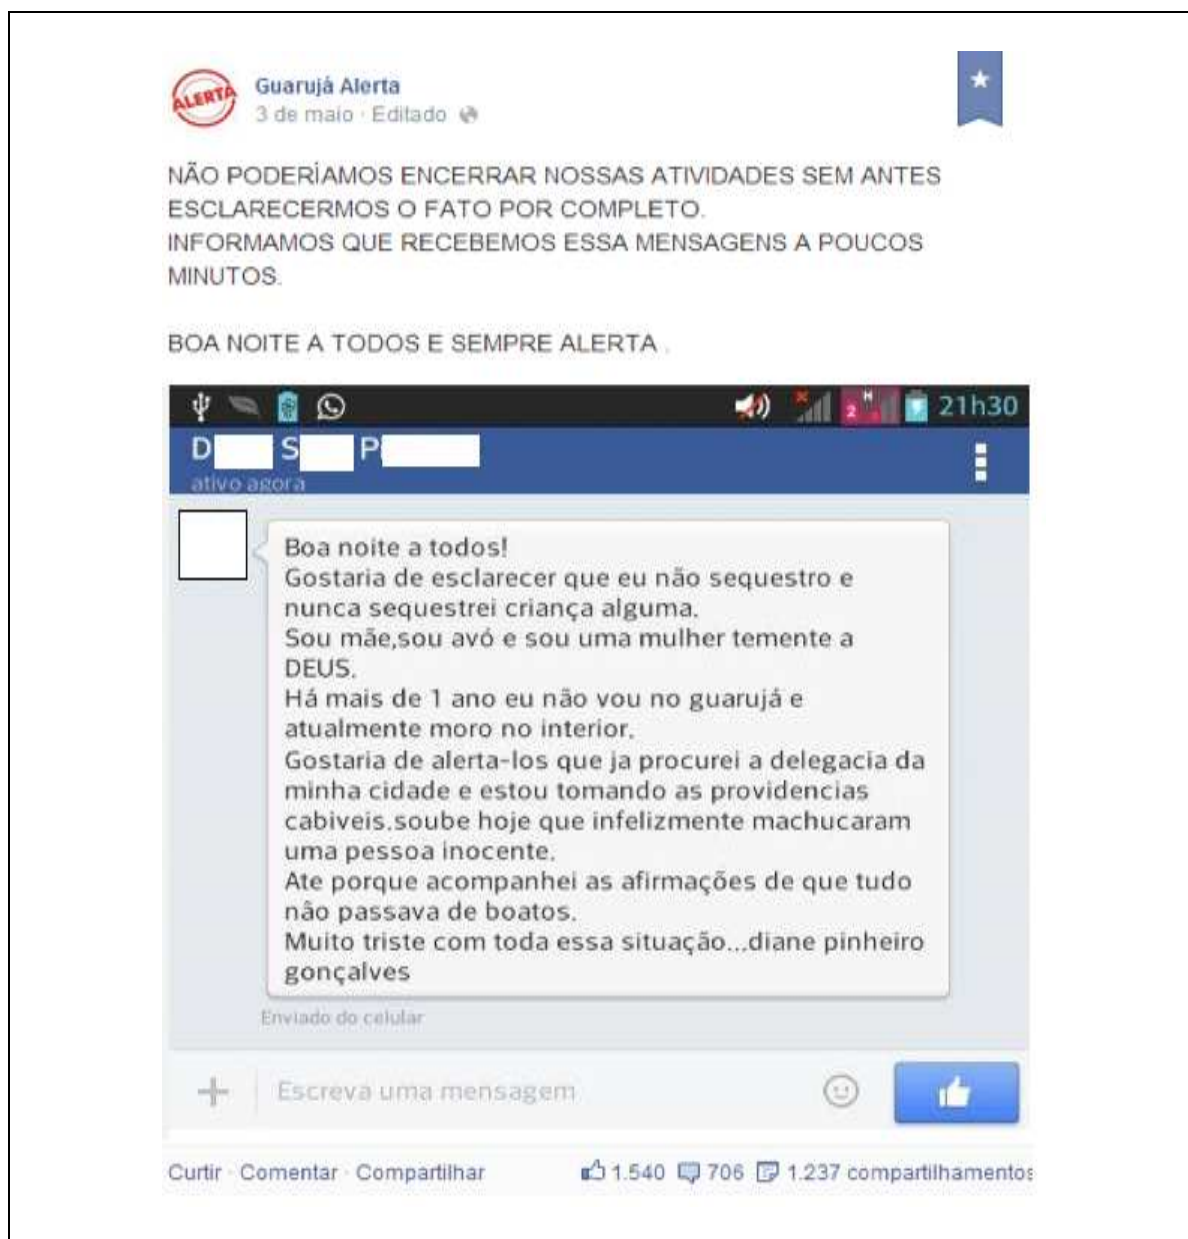 ALERTA
Guarujá Alerta
3 de maio · Editado
NÃO PODERÍAMOS ENCERRAR NOSSAS ATIVIDADES SEM ANTES
ESCLARECERMOS O FATO POR COMPLETO.
INFORMAMOS QUE RECEBEMOS ESSA MENSAGENS A POUCOS
MINUTOS.
BOA NOITE A TODOS E SEMPRE ALERTA .
2 H 21h30
D S P
ativo agora
Boa noite a todos!
Gostaria de esclarecer que eu não sequestro e
nunca sequestrei criança alguma.
Sou mãe,sou avó e sou uma mulher temente a
DEUS.
Há mais de 1 ano eu não vou no guarujá e
atualmente moro no interior.
Gostaria de alerta-los que ja procurei a delegacia da
minha cidade e estou tomando as providencias
cabiveis.soube hoje que infelizmente machucaram
uma pessoa inocente.
Ate porque acompanhei as afirmações de que tudo
não passava de boatos.
Muito triste com toda essa situação...diane pinheiro
gonçalves
Enviado do celular
Escreva uma mensagem
Curtir · Comentar · Compartilhar 1.540 706 1.237 compartilhamentos